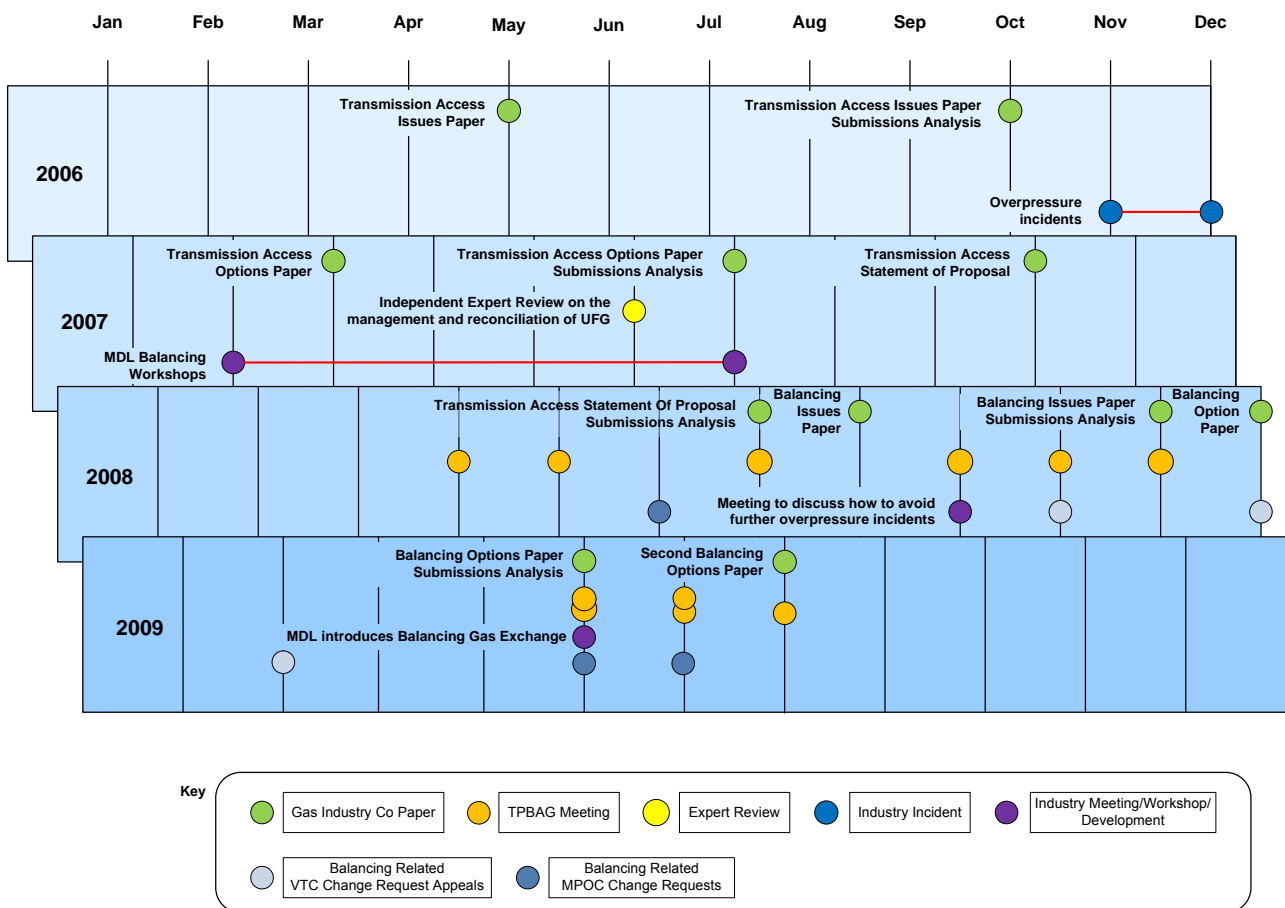 Jan Feb Mar Apr May Jun Jul Aug Sep Oct Nov Dec
2006
Transmission Access
Issues Paper
Transmission Access Issues Paper
Submissions Analysis
Overpressure
incidents
2007
Transmission Access
Options Paper
Transmission Access Options Paper
Submissions Analysis
Transmission Access
Statement of Proposal
Independent Expert Review on the
management and reconciliation of UFG
MDL Balancing
Workshops
2008
Transmission Access Statement Of Proposal
Submissions Analysis
Balancing
Issues
Paper
Balancing Issues Paper
Submissions Analysis
Balancing
Option
Paper
Meeting to discuss how to avoid
further overpressure incidents
2009
Balancing Options Paper
Submissions Analysis
Second Balancing
Options Paper
MDL introduces Balancing Gas Exchange
Key
Gas Industry Co Paper
TPBAG Meeting
Expert Review
Industry Incident
Industry Meeting/Workshop/
Development
Balancing Related
VTC Change Request Appeals
Balancing Related
MPOC Change Requests